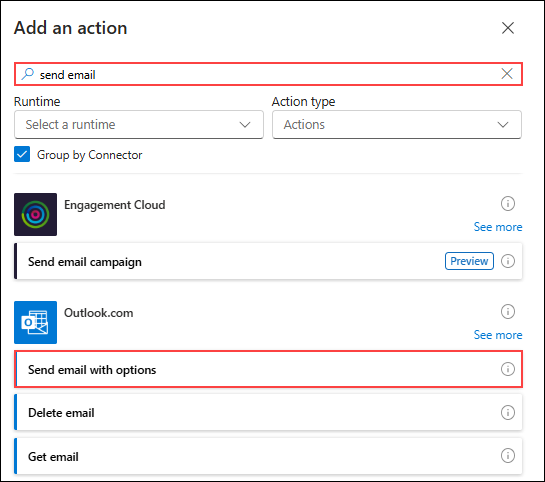 Add an action
send email
Runtime
Action type
Select a runtime
Actions
Group by Connector
Engagement Cloud
See more
Send email campaign
Preview
Outlook.com
See more
Send email with options
Delete email
Get email